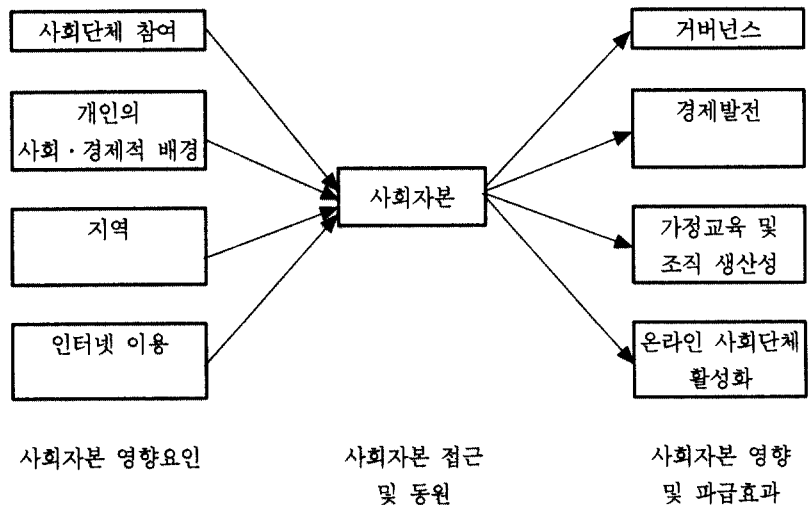 사회단체 참여
개인의
사회·경제적 배경
지역
인터넷 이용
사회자본 영향요인
사회자본
사회자본 접근
및 동원
거버넌스
경제발전
가정교육 및
조직 생산성
온라인 사회단체
활성화
사회자본 영향
및 파급효과